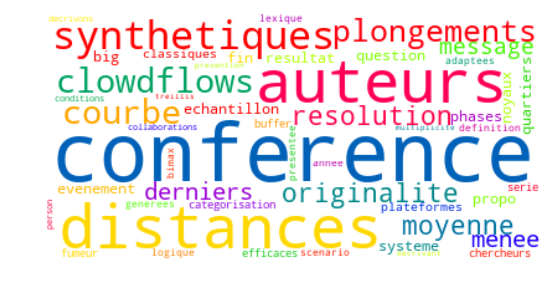 decrivons lexique
synthetiques plongements
big classiques fin resultat question message
adaptees
clowdflows auteurs noyaux quartiers
conditions treillis prevention
courbe echantillon resolution phases
collaborations buffer multiplicite definition
conference
bimax presentee annee
evenement derniers originalite serie
generees categorisation plateformes propo
person distances moyenne menee
systeme
fumeur logique efficaces scenario decrivant chercheurs